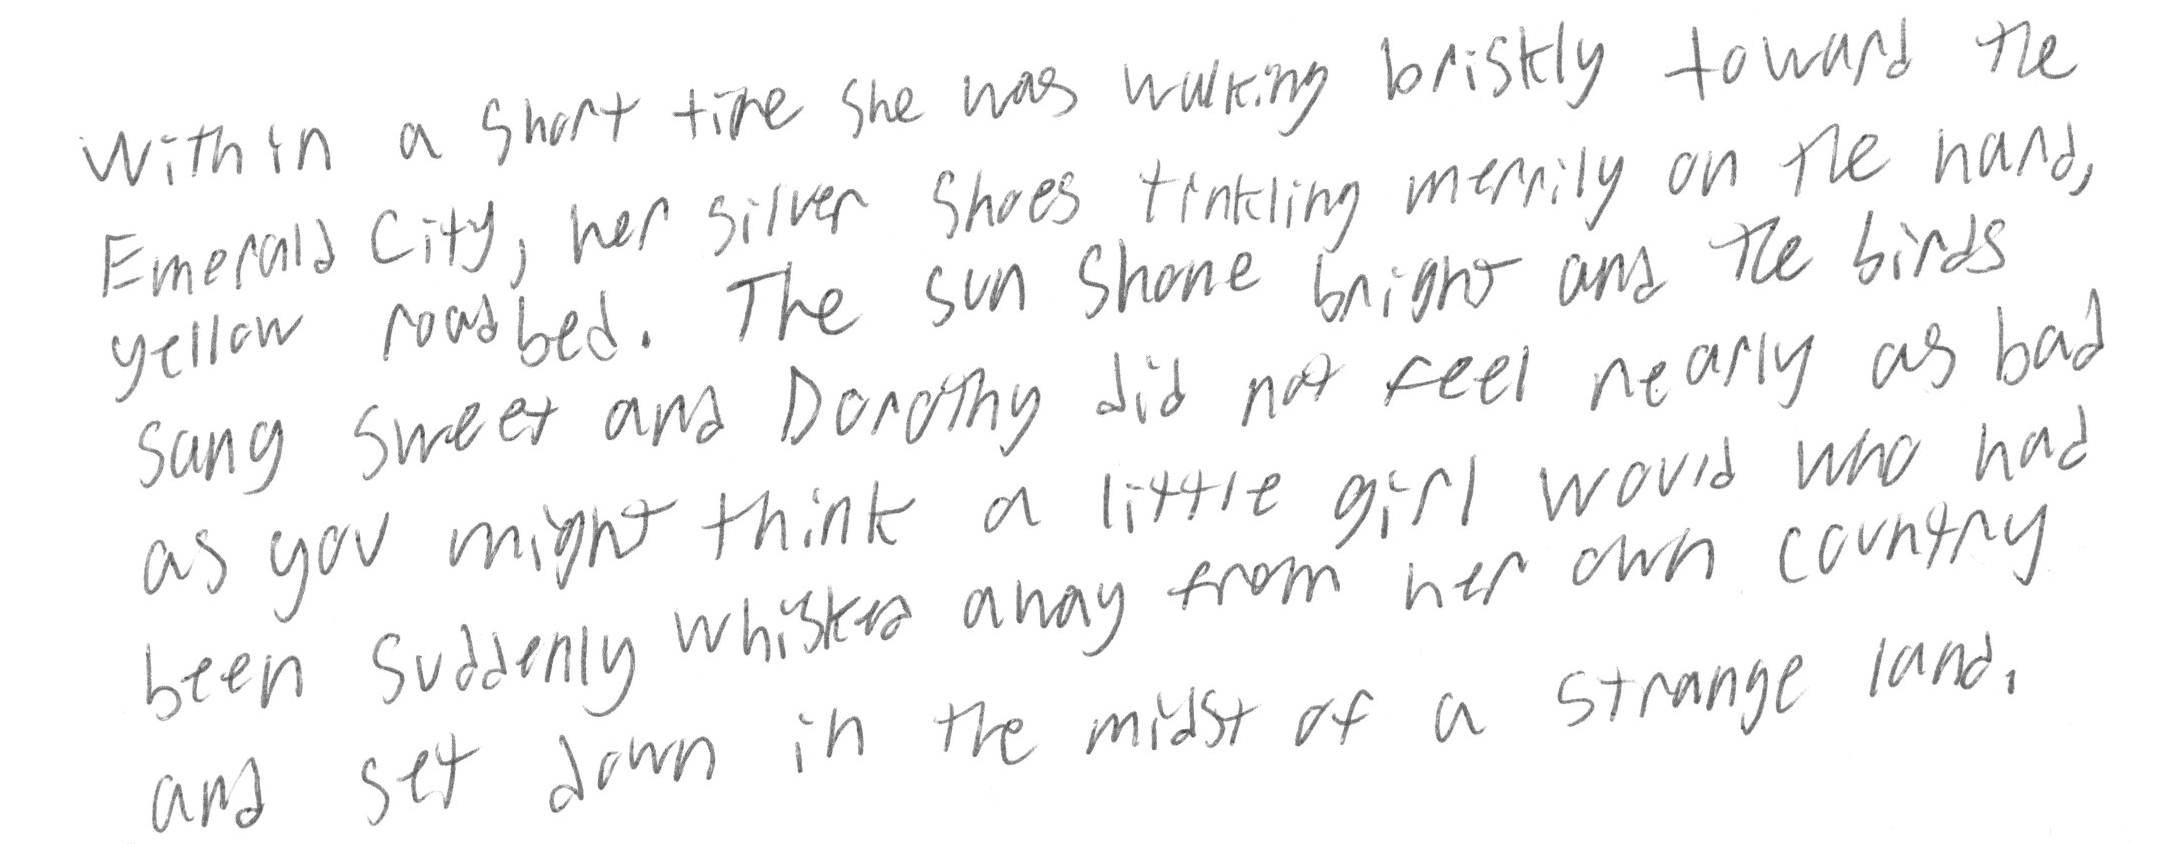 Within a short time she was walking briskly toward the
Emerald City, her silver shoes tinkling merrily on the hard,
yellow roadbed. The sun shone bright and the birds
sang sweet and Dorothy did not feel nearly as bad
as you might think a little girl would who had
been suddenly whisked away from her own country
and set down in the midst of a strange land.